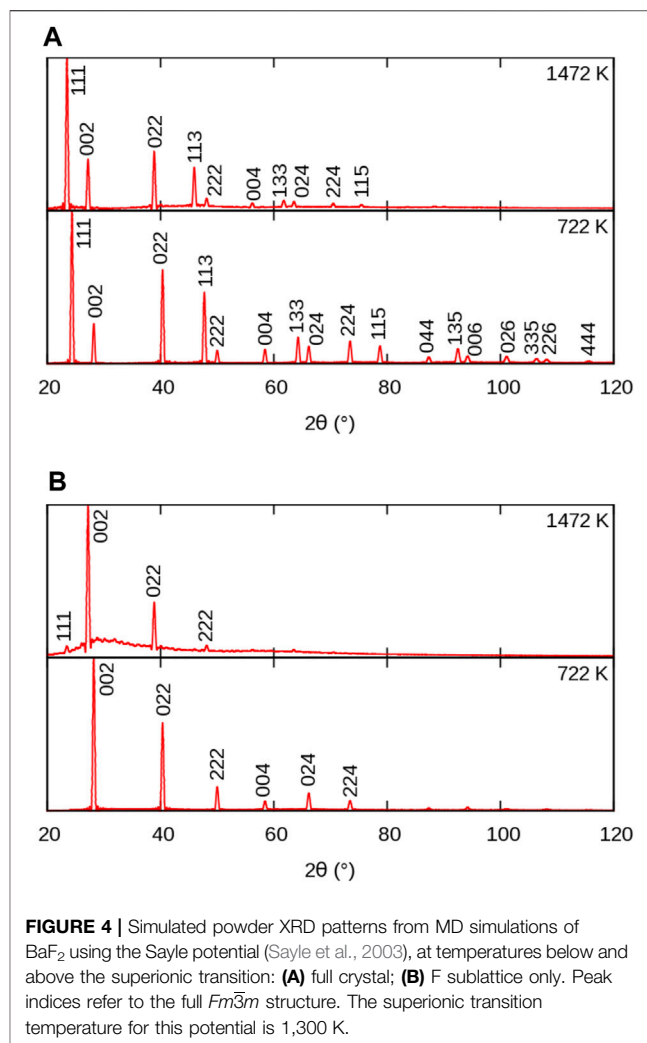 A
1472 K
111
002
022
113
222
004
133
024
224
115
722 K
111
002
022
113
222
004
133
024
224
115
044
135
006
026
335
226
444
20 40 60 80 100 120
2θ (°)
B
1472 K
111
002
022
222
722 K
002
022
222
004
024
224
20 40 60 80 100 120
2θ (°)
FIGURE 4 | Simulated powder XRD patterns from MD simulations of
BaF₂ using the Sayle potential (Sayle et al., 2003), at temperatures below and
above the superionic transition: (A) full crystal; (B) F sublattice only. Peak
indices refer to the full Fm3̅m structure. The superionic transition
temperature for this potential is 1,300 K.